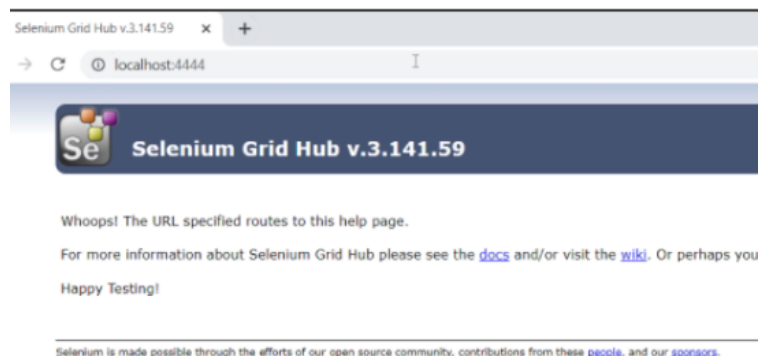 Selenium Grid Hub v.3.141.59
localhost:4444
Se
Selenium Grid Hub v.3.141.59
Whoops! The URL specified routes to this help page.
For more information about Selenium Grid Hub please see the docs and/or visit the wiki. Or perhaps you
Happy Testing!
Selenium is made possible through the efforts of our open source community, contributions from these people, and our sponsors.